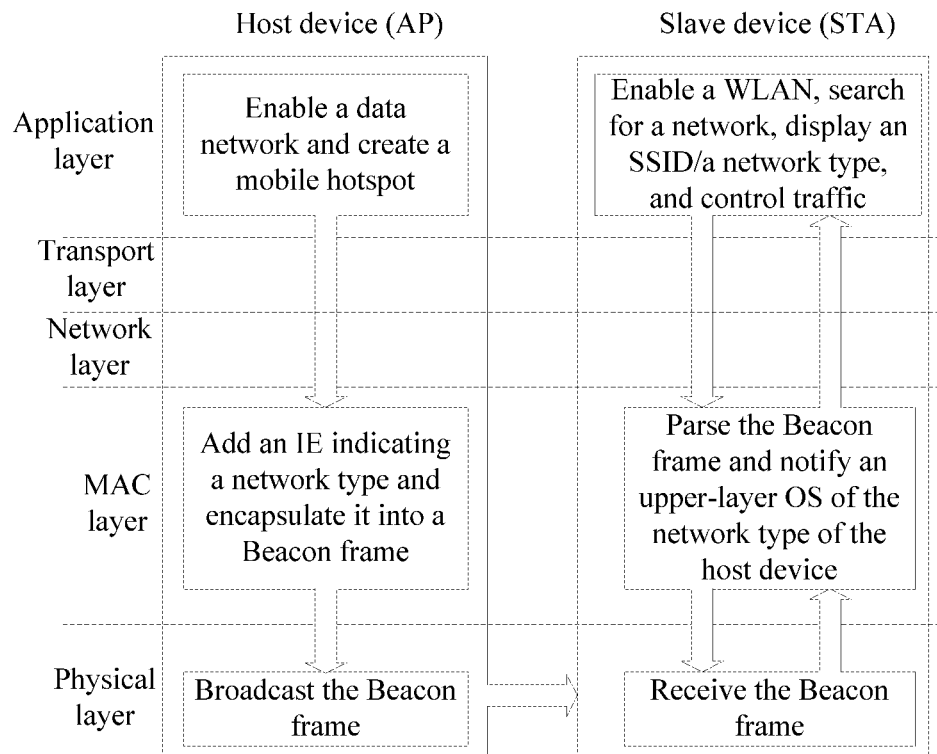 Host device (AP)
Slave device (STA)
Application
layer
Enable a data
network and create a
mobile hotspot
Enable a WLAN, search
for a network, display an
SSID/a network type,
and control traffic
Transport
layer
Network
layer
MAC
layer
Add an IE indicating
a network type and
encapsulate it into a
Beacon frame
Parse the Beacon
frame and notify an
upper-layer OS of the
network type of the
host device
Physical
layer
Broadcast the Beacon
frame
Receive the Beacon
frame